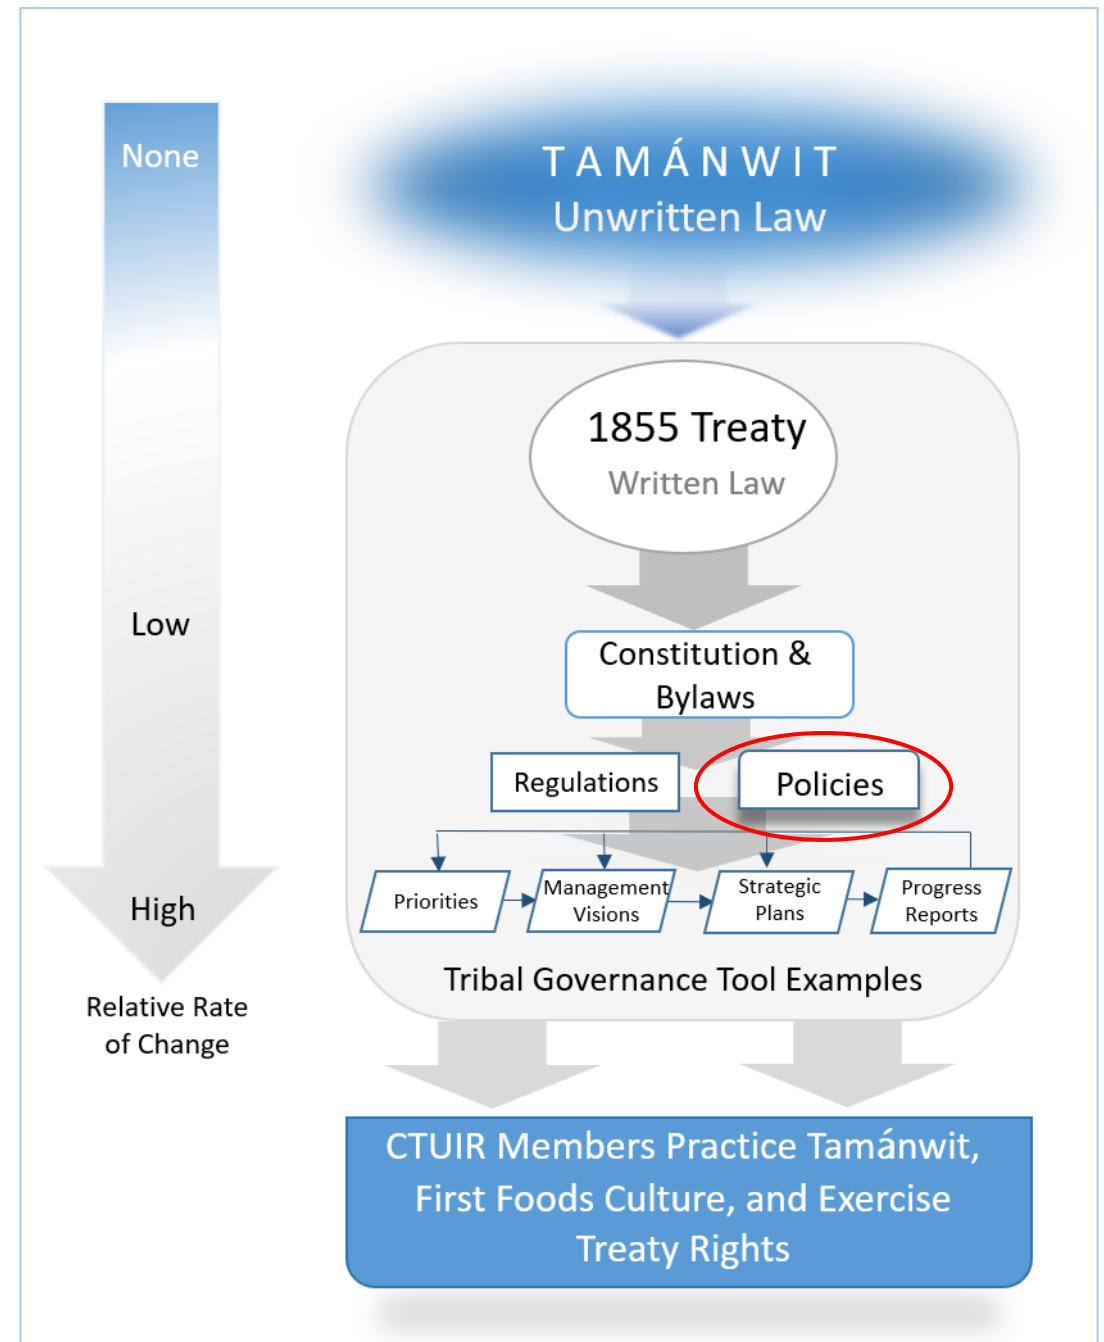 None
T A M Á N W I T
Unwritten Law
1855 Treaty
Written Law
Low
Constitution &
Bylaws
Regulations
Policies
High
Priorities
Management
Visions
Strategic
Plans
Progress
Reports
Tribal Governance Tool Examples
Relative Rate
of Change
CTUIR Members Practice Tamánwit,
First Foods Culture, and Exercise
Treaty Rights